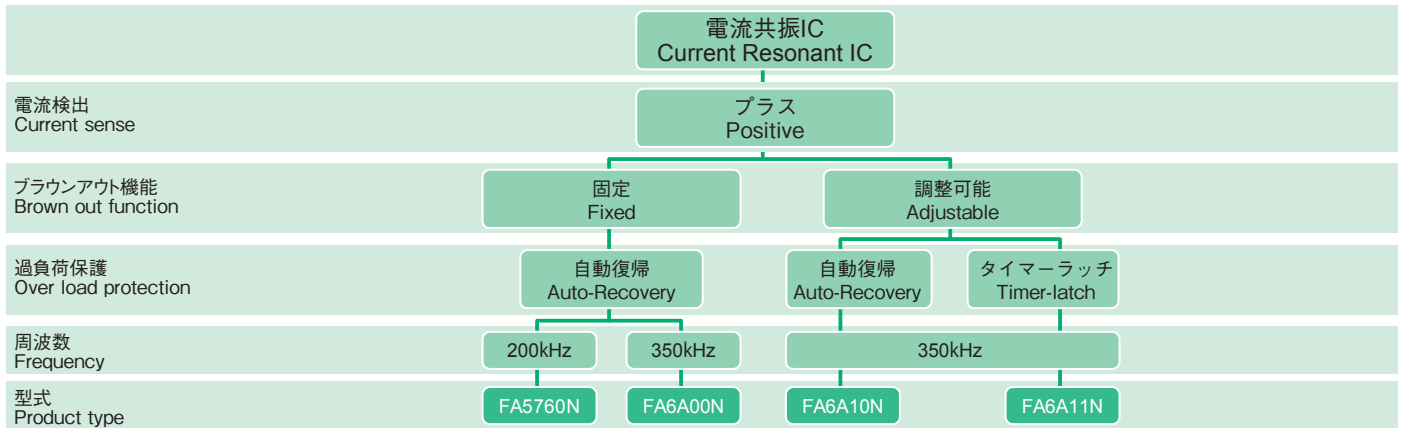 電流共振IC
Current Resonant IC
電流検出
Current sense
プラス
Positive
ブラウンアウト機能
Brown out function
固定
Fixed
調整可能
Adjustable
過負荷保護
Over load protection
自動復帰
Auto-Recovery
自動復帰
Auto-Recovery
タイマーラッチ
Timer-latch
周波数
Frequency
200kHz
350kHz
350kHz
型式
Product type
FA5760N
FA6A00N
FA6A10N
FA6A11N